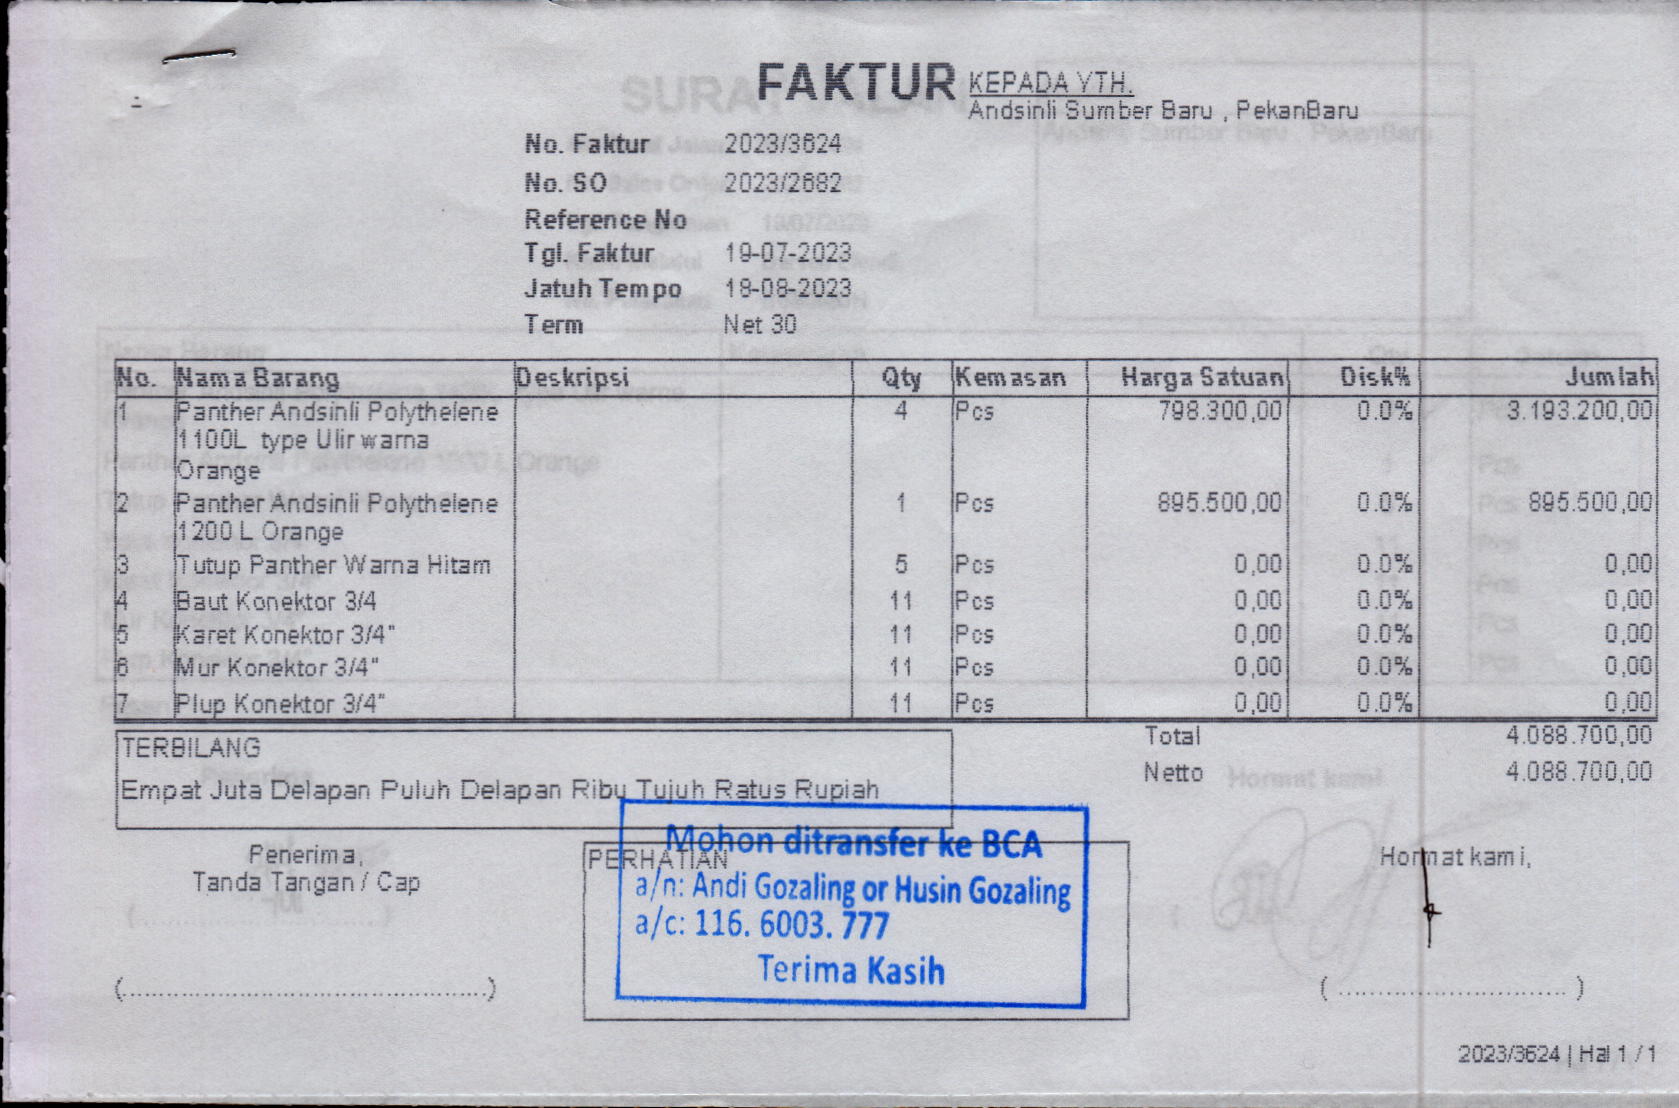 FAKTUR
KEPADA YTH.
Andsinli Sumber Baru , PekanBaru
No. Faktur 2023/3624
No. SO 2023/2682
Reference No
Tgl. Faktur 19-07-2023
Jatuh Tempo 18-08-2023
Term Net 30
No. Nama Barang Deskripsi Qty Kemasan Harga Satuan Disk% Jumlah
1 Panther Andsinli Polythelene 4 Pcs 798.300,00 0.0% 3.193.200,00
1100L type Ulir warna
Orange
2 Panther Andsinli Polythelene 1 Pcs 895.500,00 0.0% 895.500,00
1200 L Orange
3 Tutup Panther Warna Hitam 5 Pcs 0,00 0.0% 0,00
4 Baut Konektor 3/4 11 Pcs 0,00 0.0% 0,00
5 Karet Konektor 3/4" 11 Pcs 0,00 0.0% 0,00
6 Mur Konektor 3/4" 11 Pcs 0,00 0.0% 0,00
7 Plup Konektor 3/4" 11 Pcs 0,00 0.0% 0,00
Total 4.088.700,00
Netto 4.088.700,00
TERBILANG
Empat Juta Delapan Puluh Delapan Ribu Tujuh Ratus Rupiah
Penerima,
Tanda Tangan / Cap
(...............................................)
PERHATIAN
Mohon ditransfer ke BCA
a/n: Andi Gozaling or Husin Gozaling
a/c: 116. 6003. 777
Terima Kasih
Hormat kami,
( ............................. )
2023/3624 | Hal 1 / 1